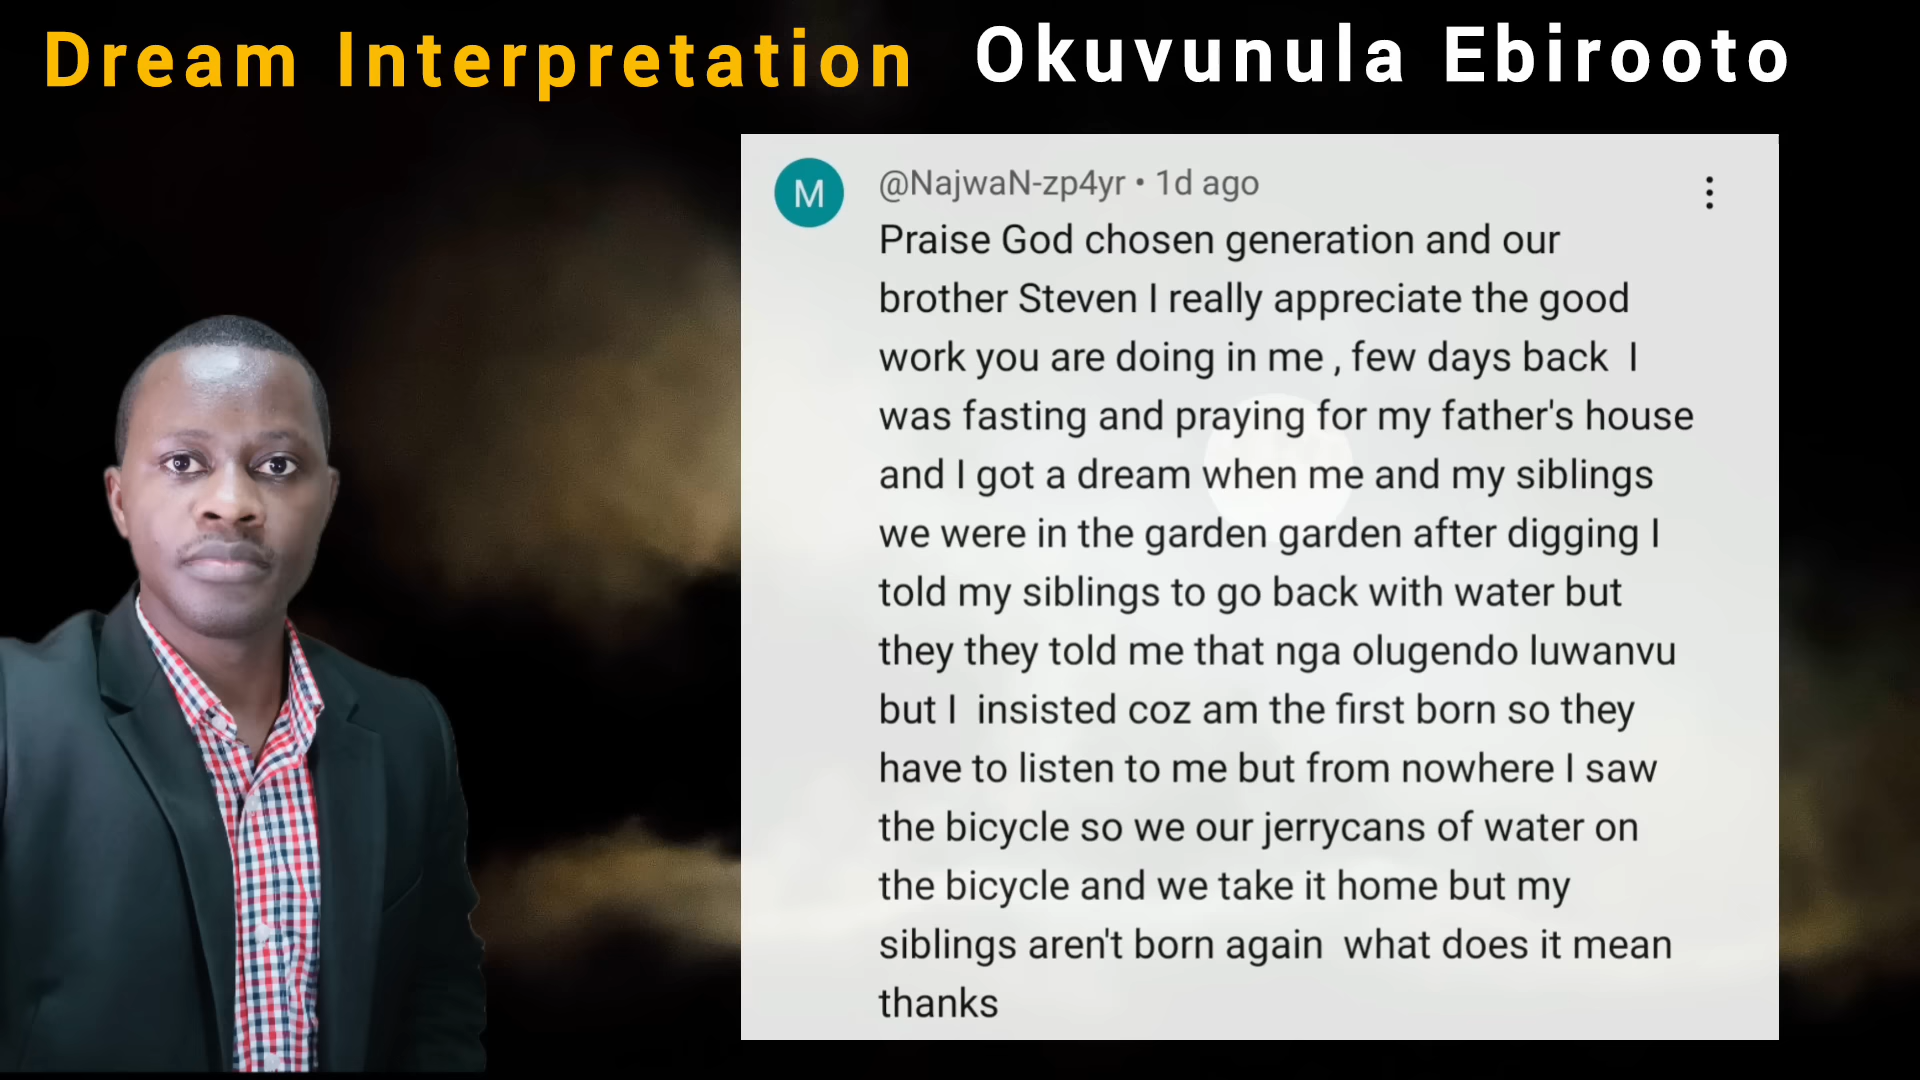 Dream Interpretation Okuvunula Ebirooto
M
@NajwaN-zp4yr • 1d ago
Praise God chosen generation and our
brother Steven I really appreciate the good
work you are doing in me , few days back I
was fasting and praying for my father's house
and I got a dream when me and my siblings
we were in the garden garden after digging I
told my siblings to go back with water but
they they told me that nga olugendo luwanvu
but I insisted coz am the first born so they
have to listen to me but from nowhere I saw
the bicycle so we our jerrycans of water on
the bicycle and we take it home but my
siblings aren't born again what does it mean
thanks